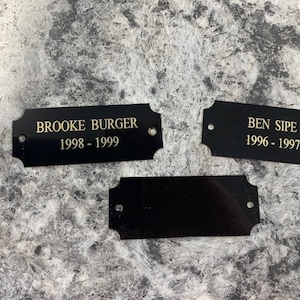 BROOKE BURGER
1998 - 1999
BEN SIPE
1996 - 1997